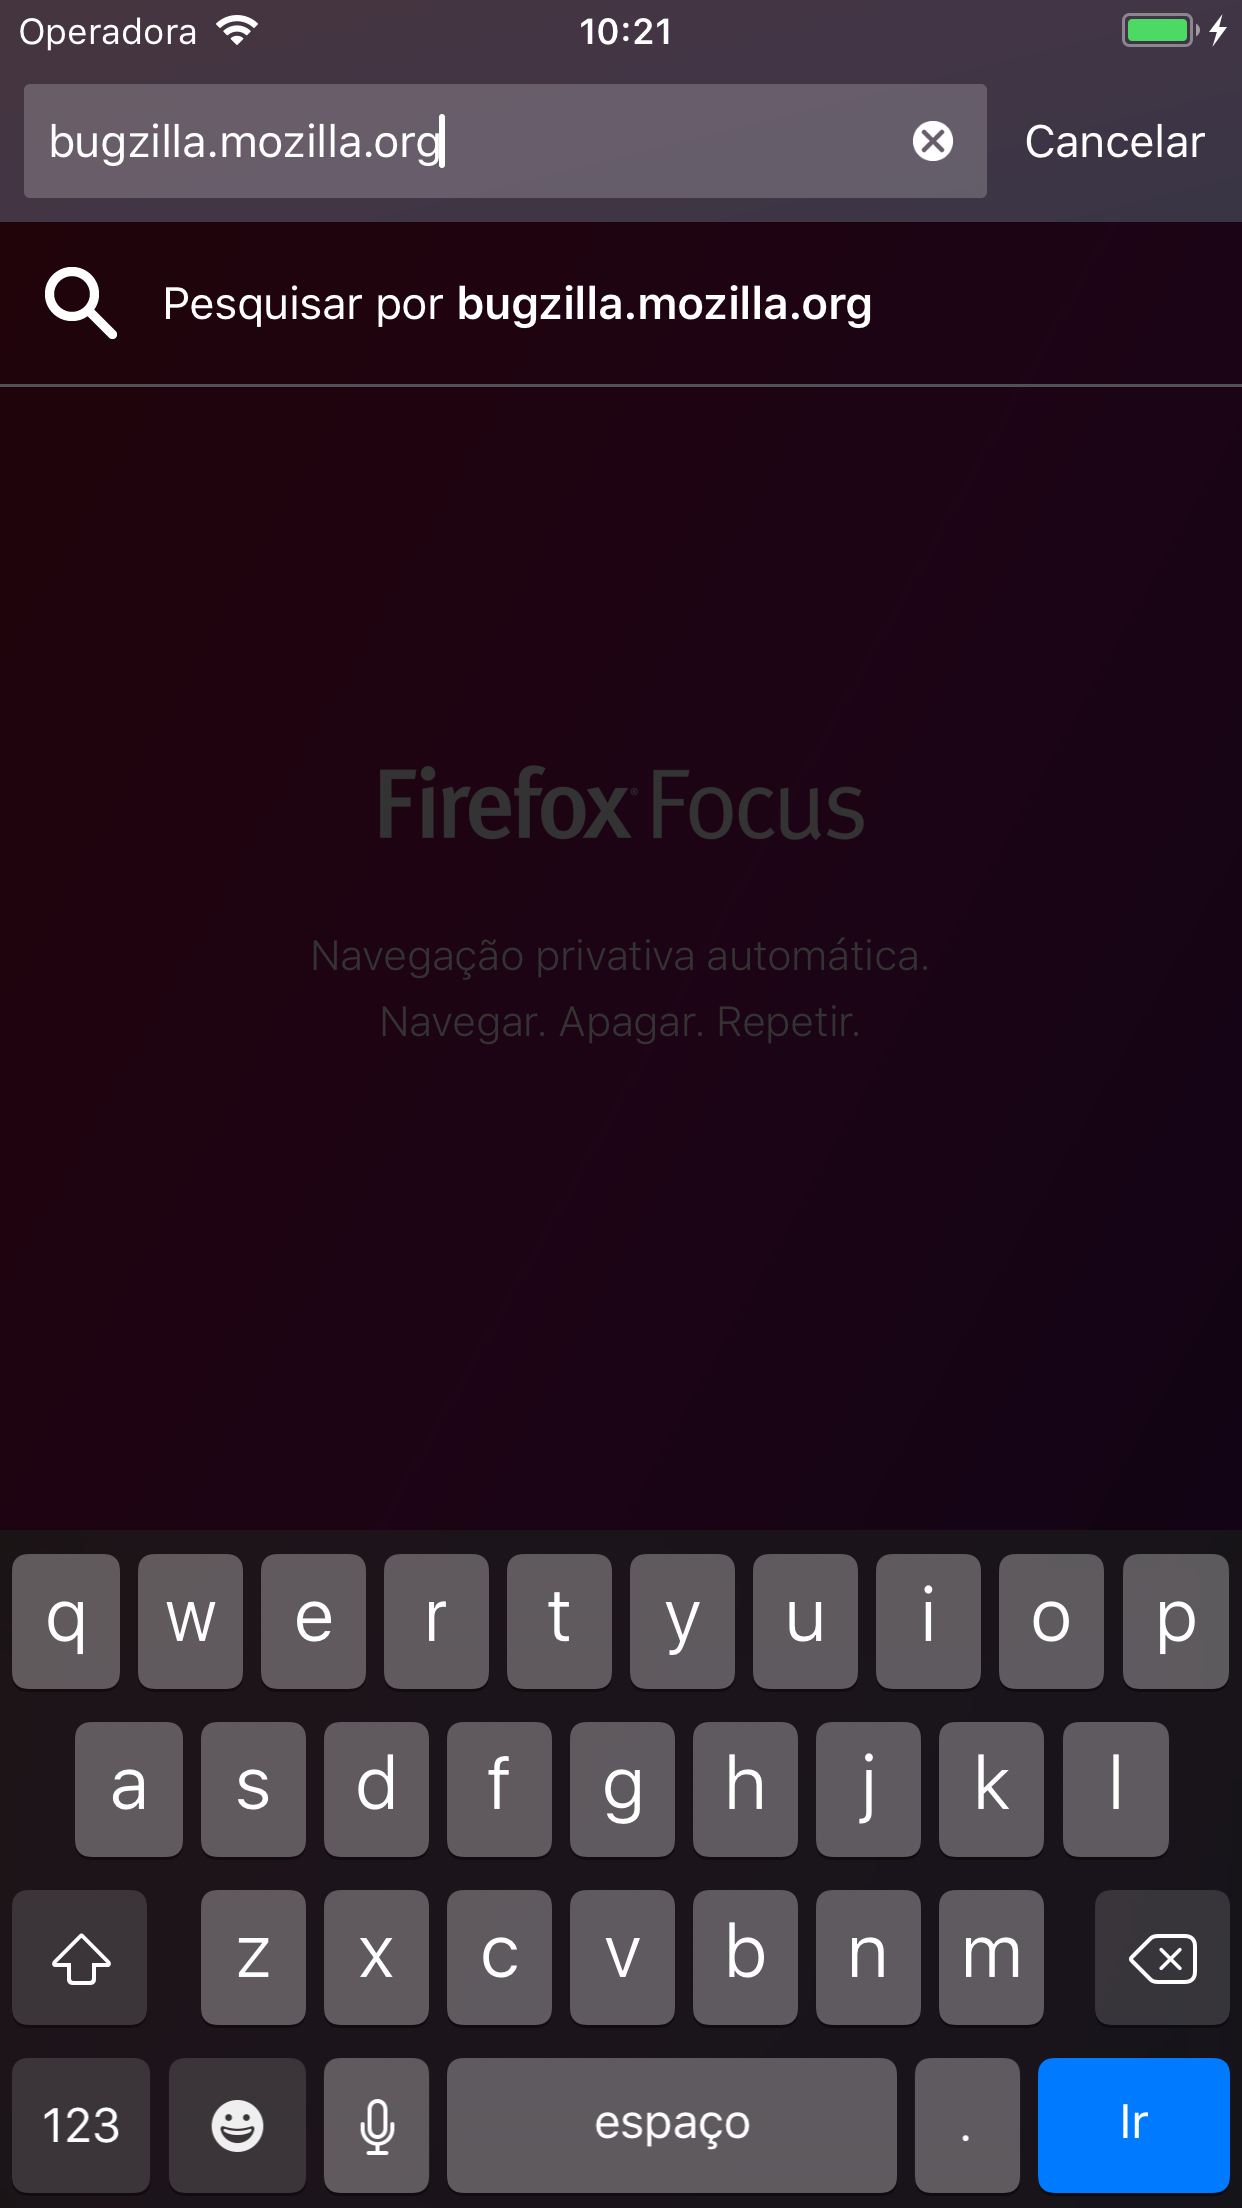 Operadora 10:21
bugzilla.mozilla.org Cancelar
Pesquisar por bugzilla.mozilla.org
Firefox® Focus
Navegação privativa automática.
Navegar. Apagar. Repetir.
q w e r t y u i o p
a s d f g h j k l
z x c v b n m
123 espaço . Ir